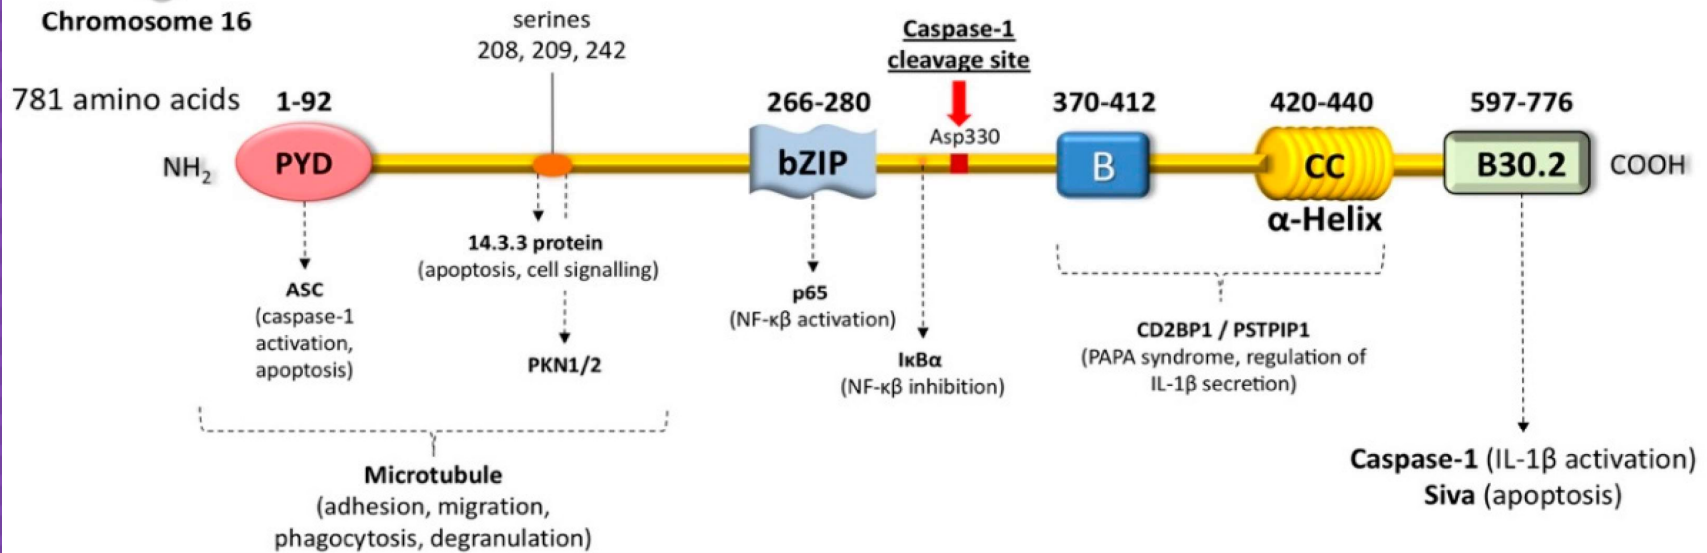 Chromosome 16
serines
208, 209, 242
Caspase-1
cleavage site
781 amino acids
1-92
266-280
370-412
420-440
597-776
Asp330
NH2
PYD
bZIP
B
CC
B30.2
COOH
α-Helix
14.3.3 protein
(apoptosis, cell signalling)
ASC
(caspase-1
activation,
apoptosis)
PKN1/2
p65
(NF-κβ activation)
IκBα
(NF-κβ inhibition)
CD2BP1 / PSTPIP1
(PAPA syndrome, regulation of
IL-1β secretion)
Microtubule
(adhesion, migration,
phagocytosis, degranulation)
Caspase-1 (IL-1β activation)
Siva (apoptosis)